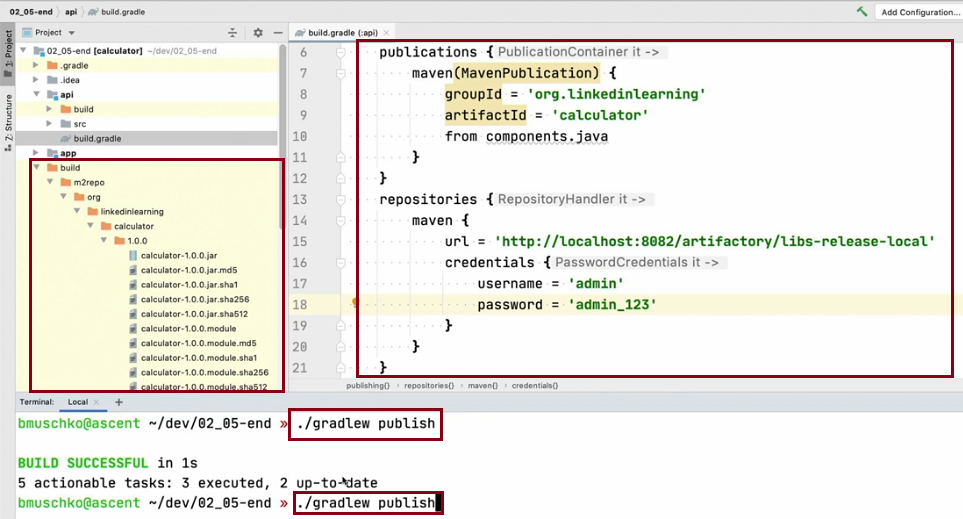 02_05-end › api › build.gradle
Add Configuration...
Project
build.gradle (:api)
1: Project
7: Structure
02_05-end [calculator] ~/dev/02_05-end
.gradle
.idea
api
build
src
build.gradle
app
build
m2repo
org
linkedinlearning
calculator
1.0.0
calculator-1.0.0.jar
calculator-1.0.0.jar.md5
calculator-1.0.0.jar.sha1
calculator-1.0.0.jar.sha256
calculator-1.0.0.jar.sha512
calculator-1.0.0.module
calculator-1.0.0.module.md5
calculator-1.0.0.module.sha1
calculator-1.0.0.module.sha256
calculator-1.0.0.module.sha512
6 publications { PublicationContainer it ->
7 maven(MavenPublication) {
8 groupId = 'org.linkedinlearning'
9 artifactId = 'calculator'
10 from components.java
11 }
12 }
13 repositories { RepositoryHandler it ->
14 maven {
15 url = 'http://localhost:8082/artifactory/libs-release-local'
16 credentials { PasswordCredentials it ->
17 username = 'admin'
18 password = 'admin_123'
19 }
20 }
21 }
publishing{} › repositories{} › maven{} › credentials{}
Terminal: Local × +
bmuschko@ascent ~/dev/02_05-end » ./gradlew publish
BUILD SUCCESSFUL in 1s
5 actionable tasks: 3 executed, 2 up-to-date
bmuschko@ascent ~/dev/02_05-end » ./gradlew publish